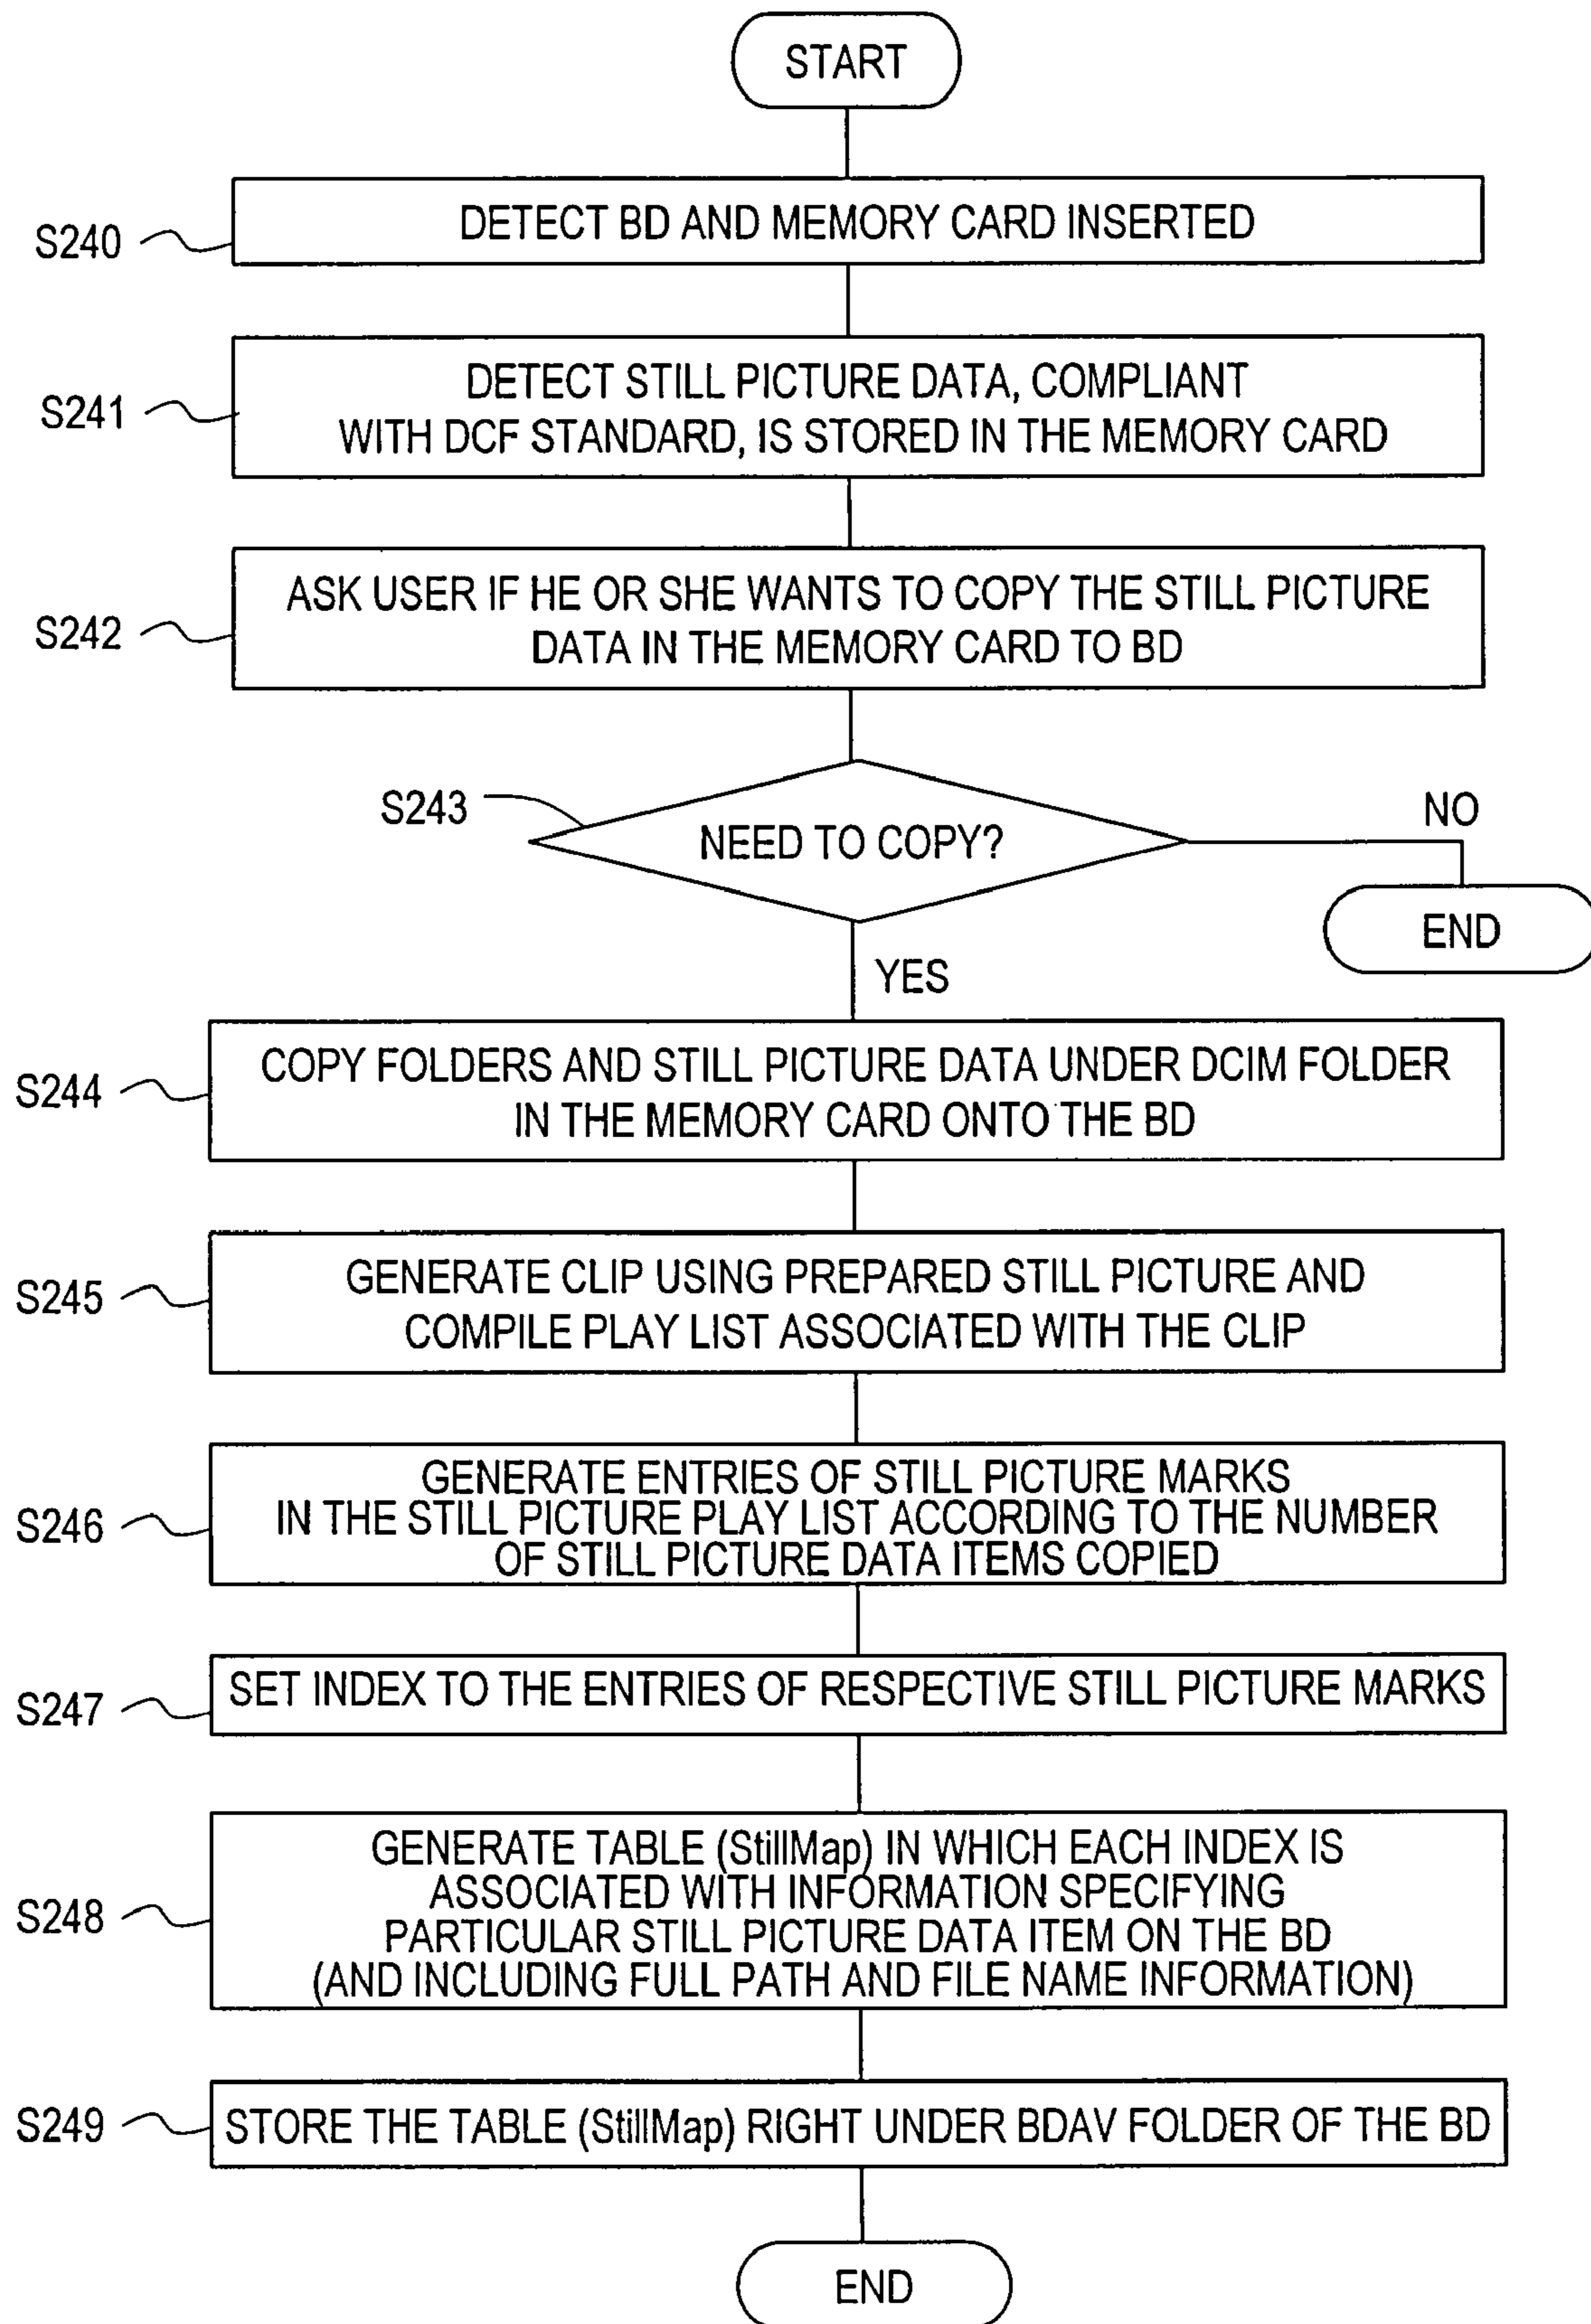 START
S240
DETECT BD AND MEMORY CARD INSERTED
S241
DETECT STILL PICTURE DATA, COMPLIANT
WITH DCF STANDARD, IS STORED IN THE MEMORY CARD
S242
ASK USER IF HE OR SHE WANTS TO COPY THE STILL PICTURE
DATA IN THE MEMORY CARD TO BD
S243
NEED TO COPY?
NO
END
YES
S244
COPY FOLDERS AND STILL PICTURE DATA UNDER DCIM FOLDER
IN THE MEMORY CARD ONTO THE BD
S245
GENERATE CLIP USING PREPARED STILL PICTURE AND
COMPILE PLAY LIST ASSOCIATED WITH THE CLIP
S246
GENERATE ENTRIES OF STILL PICTURE MARKS
IN THE STILL PICTURE PLAY LIST ACCORDING TO THE NUMBER
OF STILL PICTURE DATA ITEMS COPIED
S247
SET INDEX TO THE ENTRIES OF RESPECTIVE STILL PICTURE MARKS
S248
GENERATE TABLE (StillMap) IN WHICH EACH INDEX IS
ASSOCIATED WITH INFORMATION SPECIFYING
PARTICULAR STILL PICTURE DATA ITEM ON THE BD
(AND INCLUDING FULL PATH AND FILE NAME INFORMATION)
S249
STORE THE TABLE (StillMap) RIGHT UNDER BDAV FOLDER OF THE BD
END